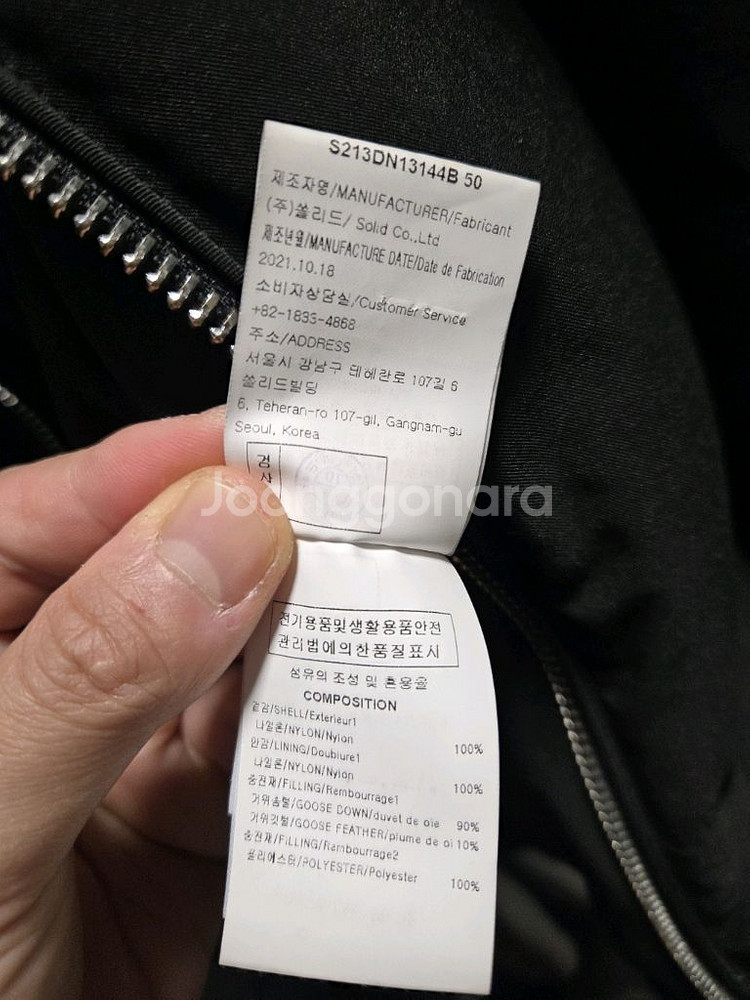 S213DN13144B 50
제조자명/MANUFACTURER/Fabricant
(주)쏠리드/ Solid Co.,Ltd
제조년월/MANUFACTURE DATE/Date de Fabrication
2021.10.18
소비자상담실/Customer Service
+82-1833-4868
주소/ADDRESS
서울시 강남구 테헤란로 107길 6
쏠리드빌딩
6, Teheran-ro 107-gil, Gangnam-gu
Seoul, Korea
검사
Joonggonara
전기용품및생활용품안전
관리법에의한품질표시
섬유의 조성 및 혼용율
COMPOSITION
겉감/SHELL/Exterieur1
나일론/NYLON/Nylon 100%
안감/LINING/Doublure1
나일론/NYLON/Nylon 100%
충전재/FILLING/Rembourrage1
거위솜털/GOOSE DOWN/duvet de oie 90%
거위깃털/GOOSE FEATHER/plume de oi 10%
충전재/FILLING/Rembourrage2
폴리에스터/POLYESTER/Polyester 100%